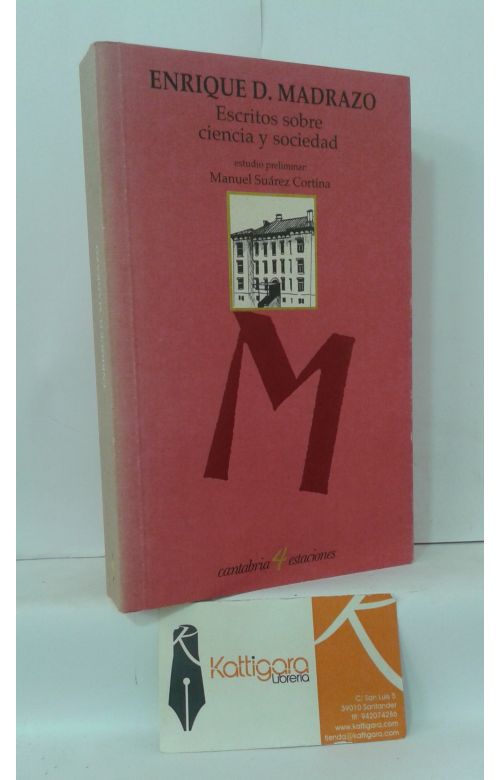 ENRIQUE D. MADRAZO
Escritos sobre
ciencia y sociedad
estudio preliminar:
Manuel Suárez Cortina
M
cantabria 4 estaciones
Kattigara
Librería
C/ San Luis 5
39010 Santander
tlf: 942074286
www.kattigara.com
tienda@kattigara.com